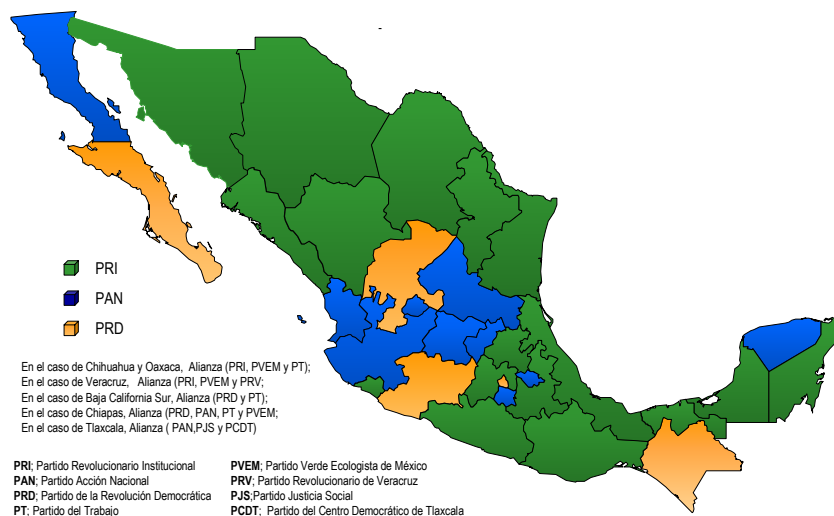 PRI
PAN
PRD
En el caso de Chihuahua y Oaxaca, Alianza (PRI, PVEM y PT);
En el caso de Veracruz, Alianza (PRI, PVEM y PRV;
En el caso de Baja California Sur, Alianza (PRD y PT);
En el caso de Chiapas, Alianza (PRD, PAN, PT y PVEM;
En el caso de Tlaxcala, Alianza ( PAN,PJS y PCDT)
PRI; Partido Revolucionario Institucional
PAN; Partido Acción Nacional
PRD; Partido de la Revolución Democrática
PT; Partido del Trabajo
PVEM; Partido Verde Ecologista de México
PRV; Partido Revolucionario de Veracruz
PJS;Partido Justicia Social
PCDT; Partido del Centro Democrático de Tlaxcala